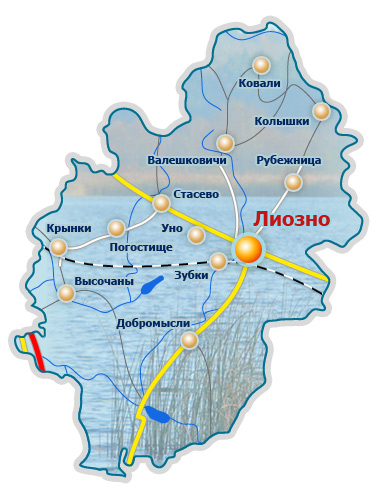 Ковали
Колышки
Валешковичи
Рубежница
Стасево
Лиозно
Крынки
Уно
Погостище
Зубки
Высочаны
Добромысли